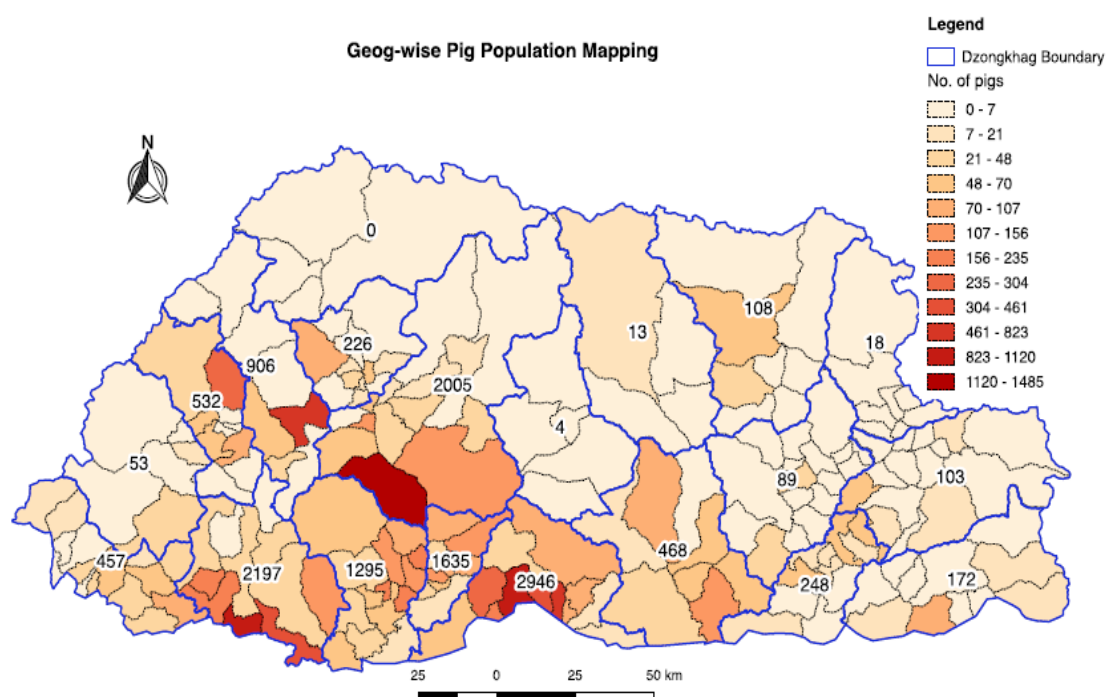 Geog-wise Pig Population Mapping
Legend
Dzongkhag Boundary
No. of pigs
0 - 7
7 - 21
21 - 48
48 - 70
70 - 107
107 - 156
156 - 235
235 - 304
304 - 461
461 - 823
823 - 1120
1120 - 1485
N
0
108
13
18
226
906
2005
532
4
53
89
103
457
2197
1295
1635
2946
468
248
172
25 0 25 50 km